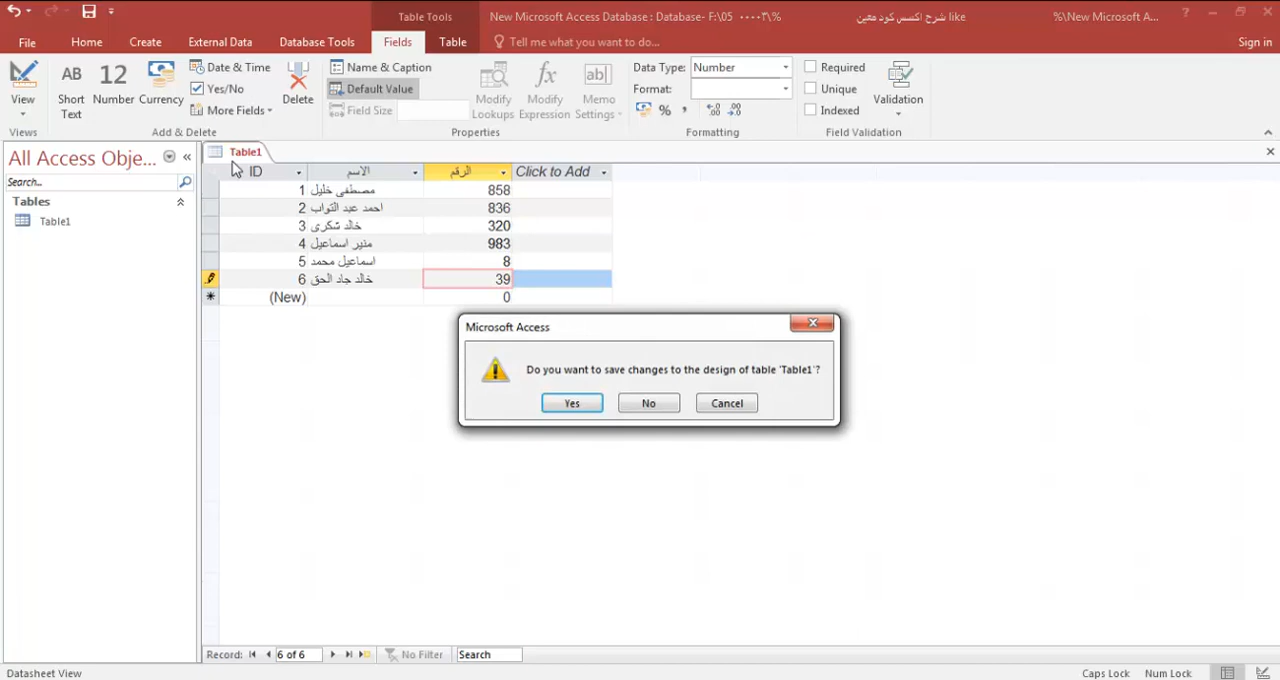 Table Tools
New Microsoft Access Database : Database- F:\05 ٠٠٠٠٣\% شرح اكسس كود معين like %\New Microsoft A...
? Sign in
File Home Create External Data Database Tools Fields Table Tell me what you want to do...
View
AB Short Text
12 Number
Currency
Date & Time
Yes/No
More Fields
Delete
Name & Caption
Default Value
Field Size
Modify Lookups
fx Modify Expression
ab Memo Settings
Data Type: Number
Format:
% , .00 .00
Required
Unique
Indexed
Validation
Views Add & Delete Properties Formatting Field Validation
All Access Obje... «
Search...
Tables
Table1
Table1
ID الاسم الرقم Click to Add
1 مصطفى خليل 858
2 احمد عبد التواب 836
3 خالد شكرى 320
4 منير اسماعيل 983
5 اسماعيل محمد 8
6 خالد جاد الحق 39
(New) 0
Microsoft Access
Do you want to save changes to the design of table 'Table1'?
Yes No Cancel
Record: 6 of 6 No Filter Search
Datasheet View Caps Lock Num Lock